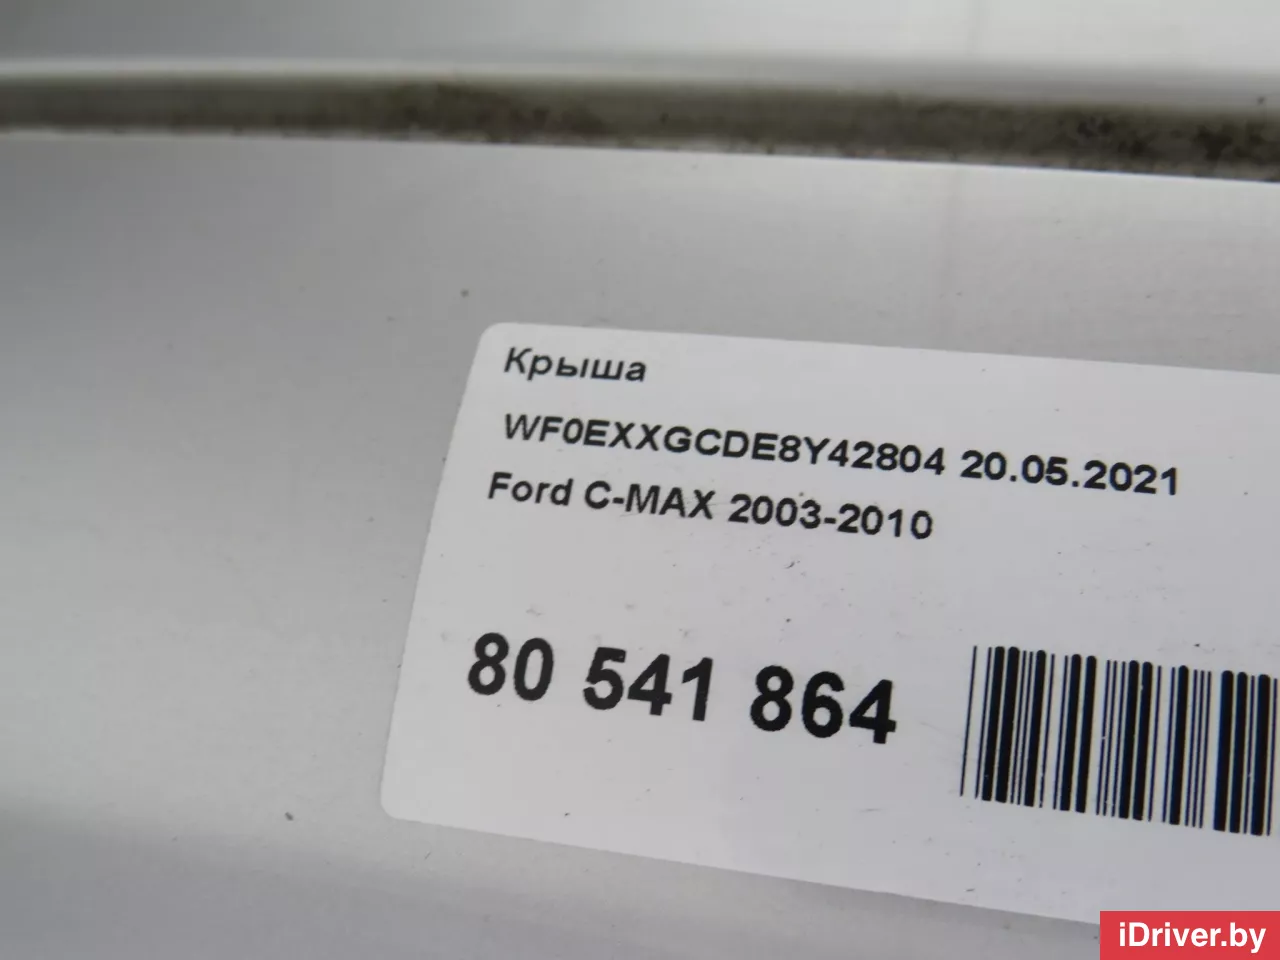 Крыша
WF0EXXGCDE8Y42804 20.05.2021
Ford C-MAX 2003-2010
80 541 864
iDriver.by